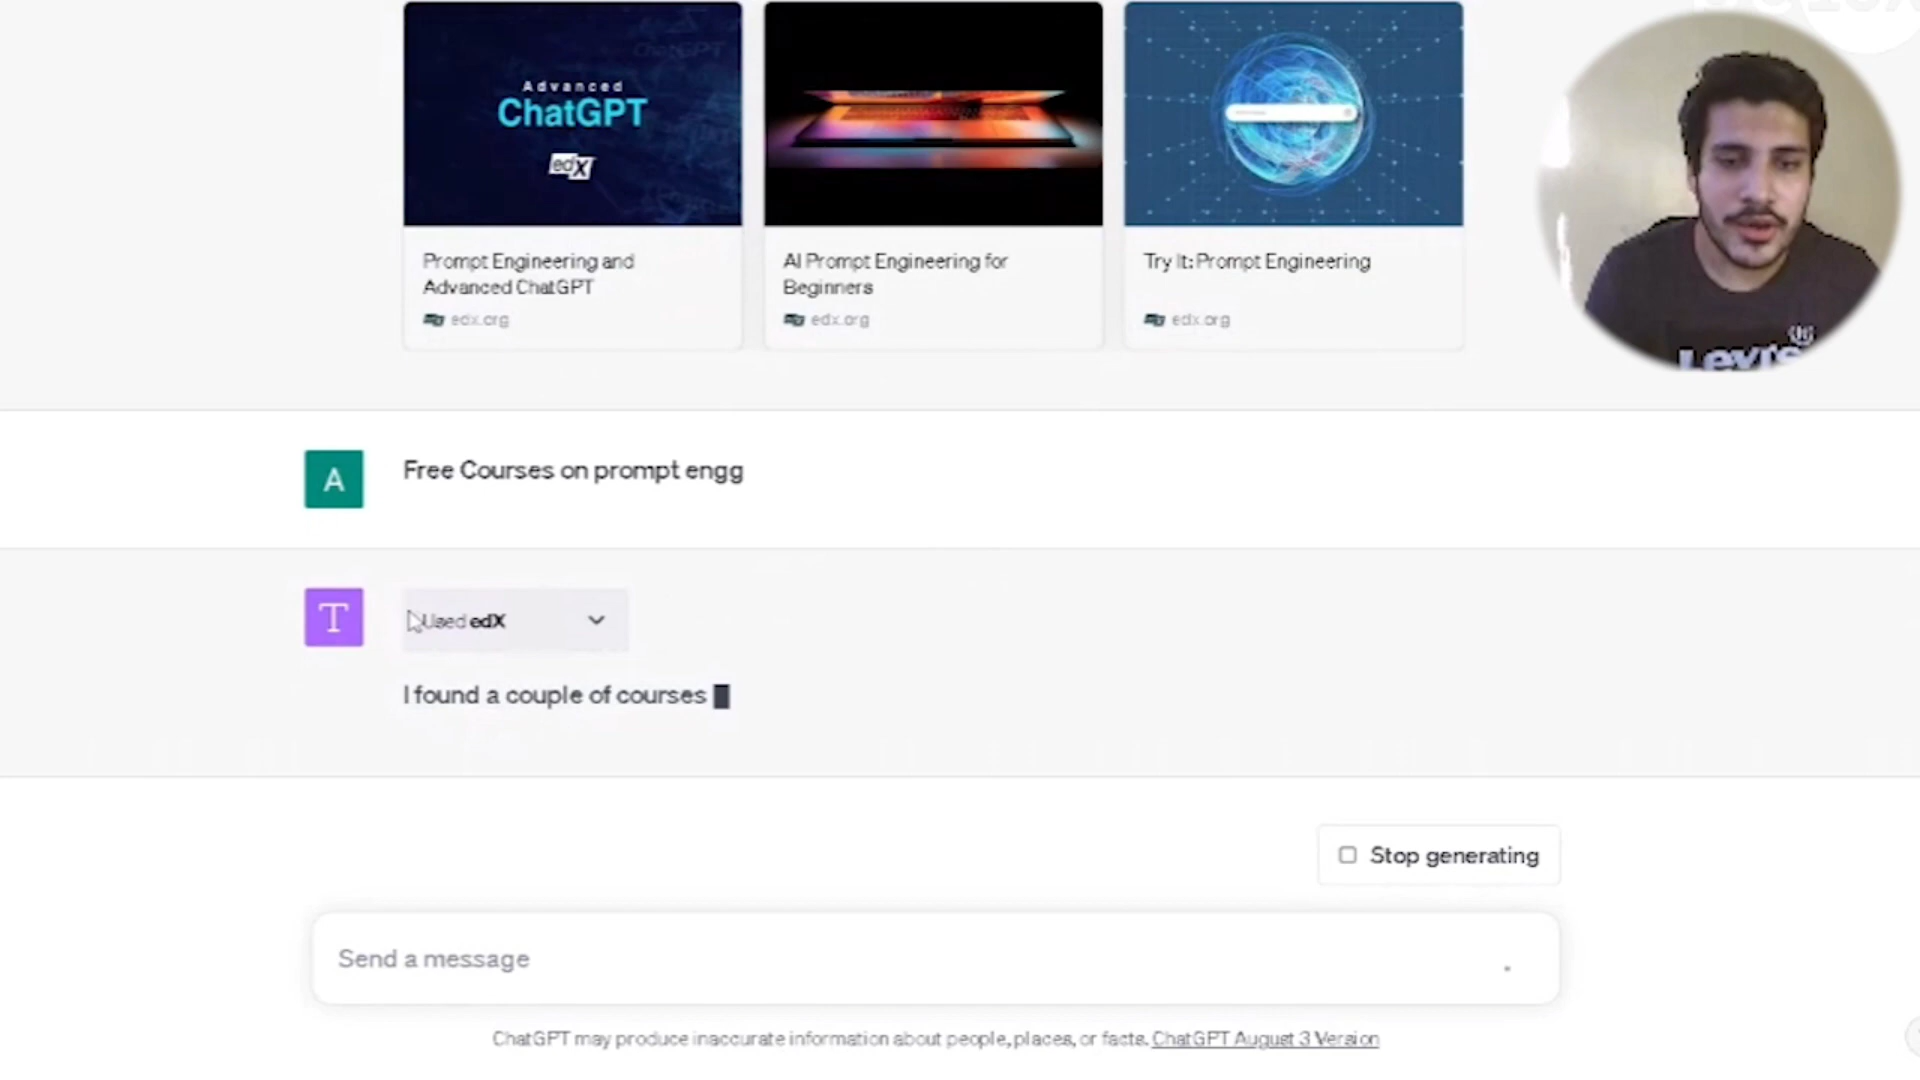 Advanced
ChatGPT
edX
Prompt Engineering and
Advanced ChatGPT
edx.org
AI Prompt Engineering for
Beginners
edx.org
Try It: Prompt Engineering
edx.org
Levi's
A
Free Courses on prompt engg
T
Used edX
I found a couple of courses
Stop generating
Send a message
ChatGPT may produce inaccurate information about people, places, or facts. ChatGPT August 3 Version